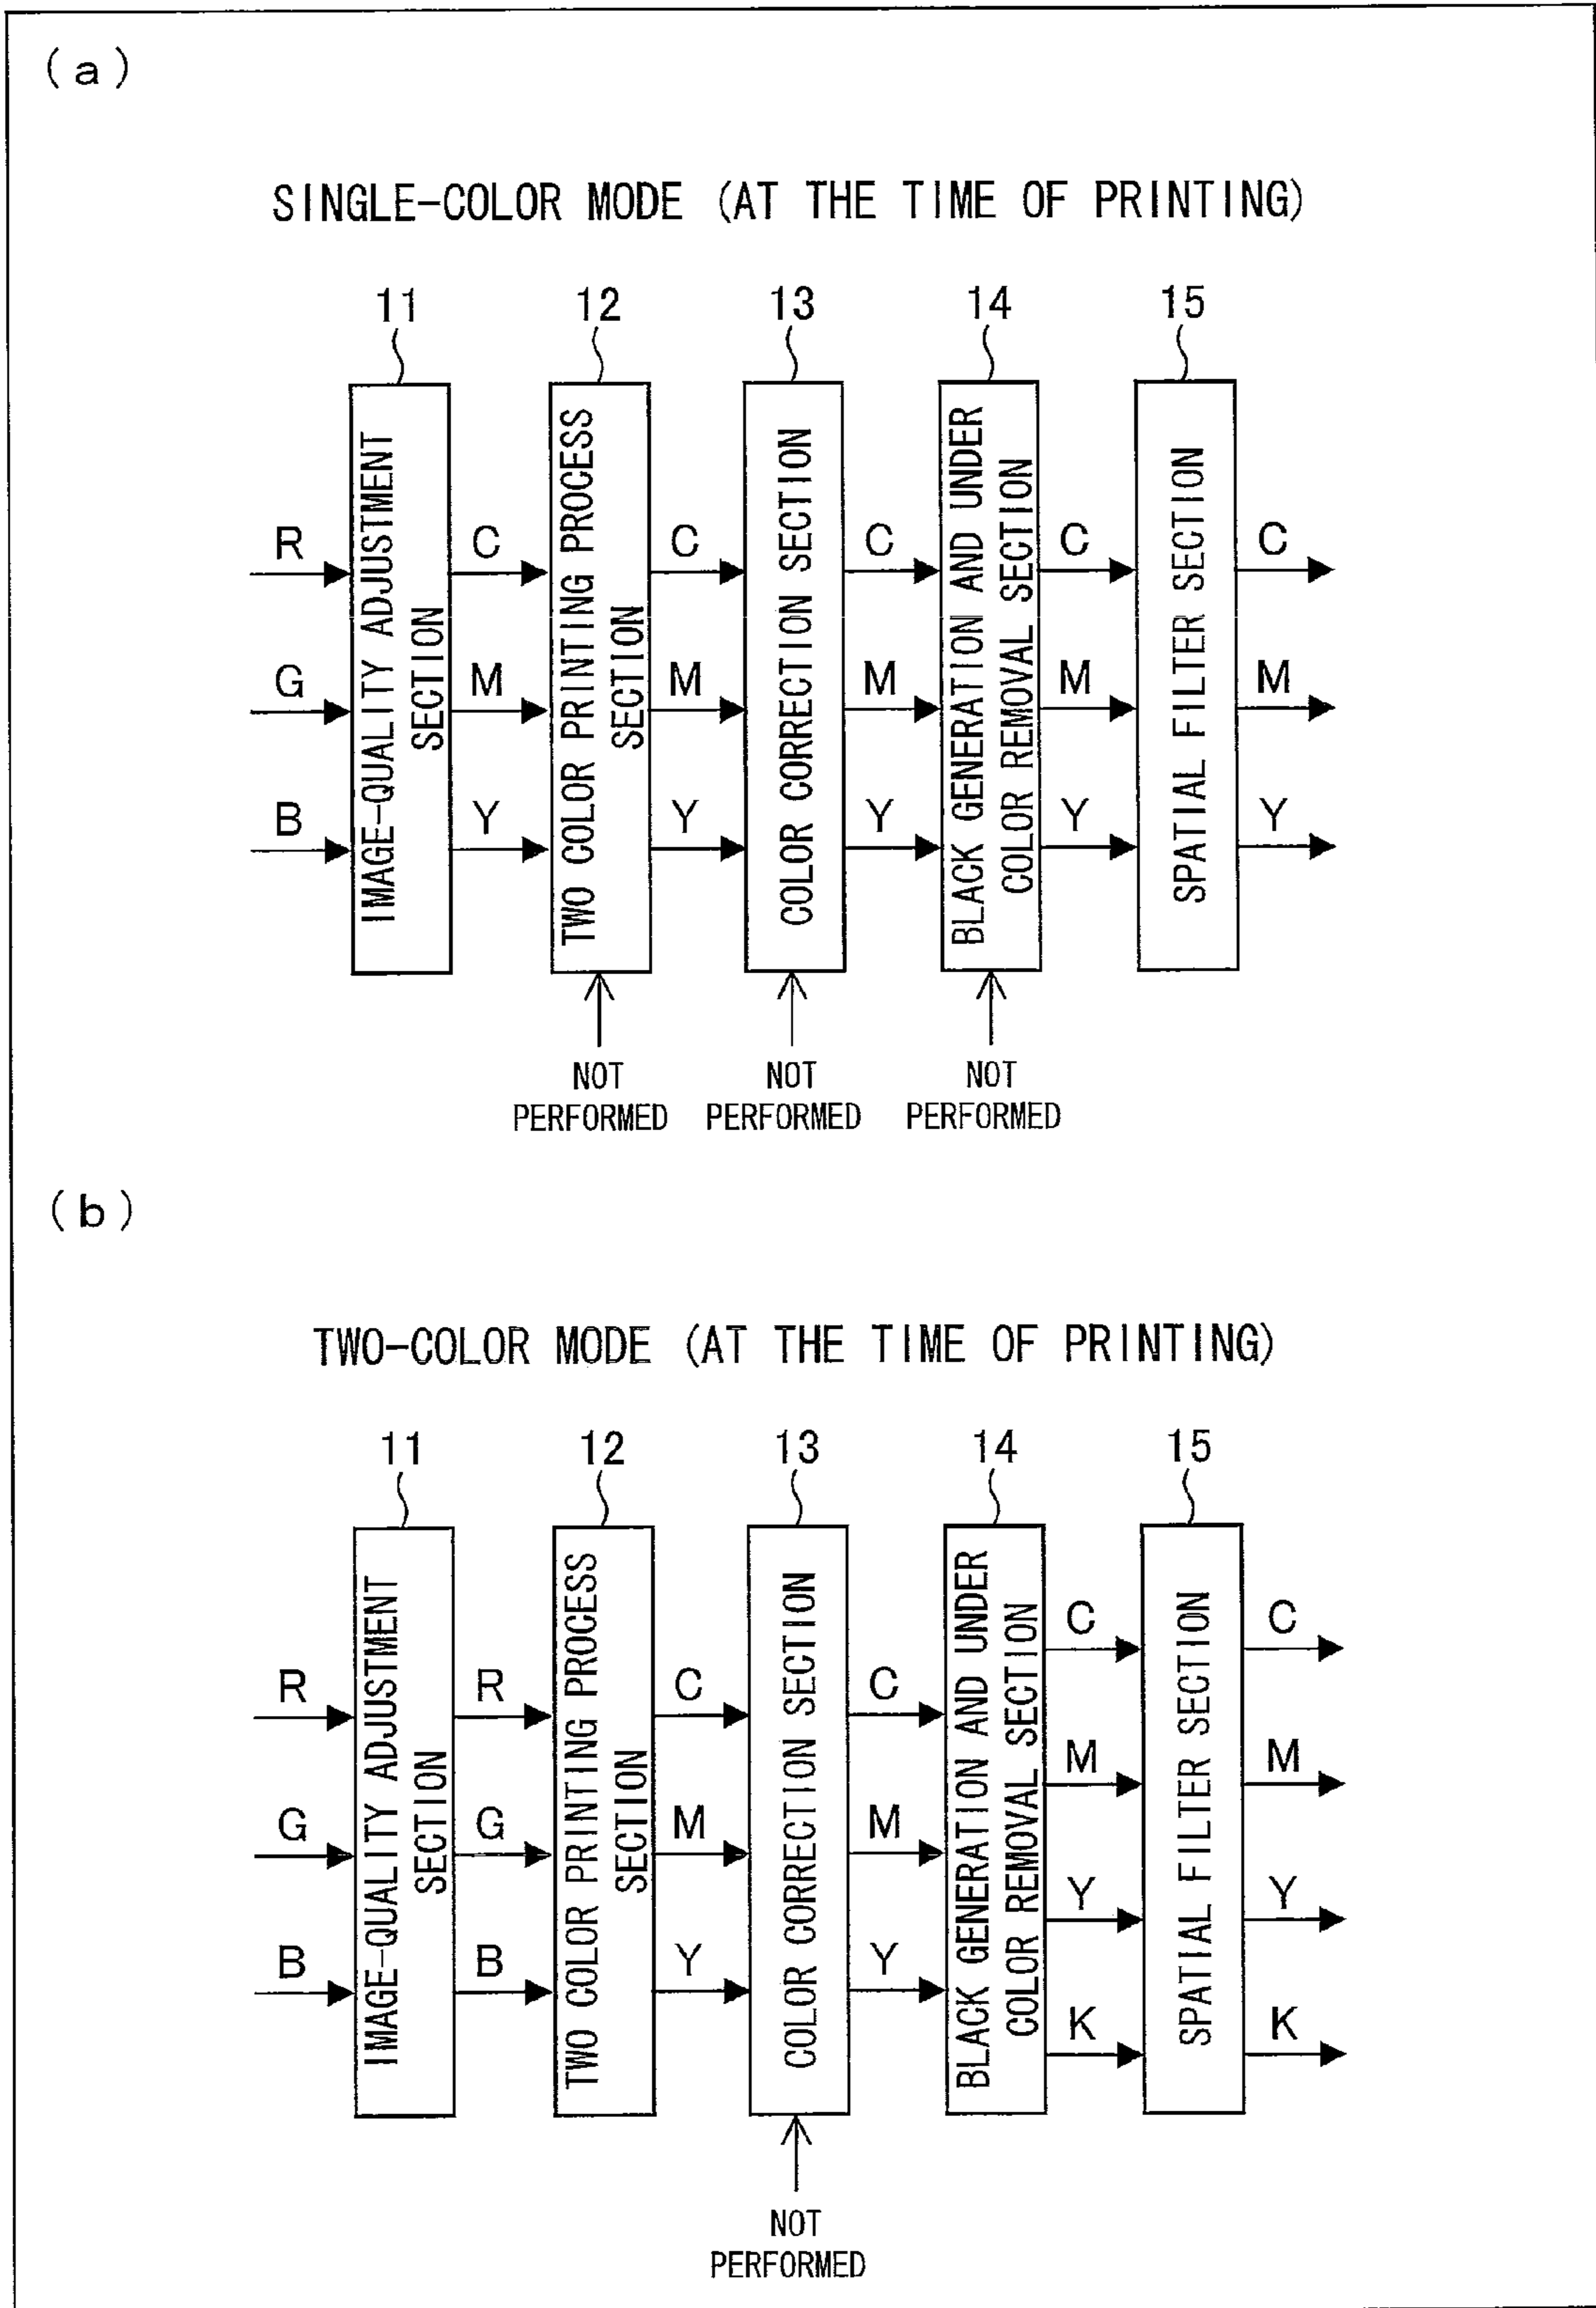 (a)
SINGLE-COLOR MODE (AT THE TIME OF PRINTING)
11 12 13 14 15
R
G
B
IMAGE-QUALITY ADJUSTMENT
SECTION
C
M
Y
TWO COLOR PRINTING PROCESS
SECTION
C
M
Y
COLOR CORRECTION SECTION
C
M
Y
BLACK GENERATION AND UNDER
COLOR REMOVAL SECTION
C
M
Y
SPATIAL FILTER SECTION
C
M
Y
NOT
PERFORMED
NOT
PERFORMED
NOT
PERFORMED
(b)
TWO-COLOR MODE (AT THE TIME OF PRINTING)
11 12 13 14 15
R
G
B
IMAGE-QUALITY ADJUSTMENT
SECTION
R
G
B
TWO COLOR PRINTING PROCESS
SECTION
C
M
Y
COLOR CORRECTION SECTION
C
M
Y
BLACK GENERATION AND UNDER
COLOR REMOVAL SECTION
C
M
Y
K
SPATIAL FILTER SECTION
C
M
Y
K
NOT
PERFORMED